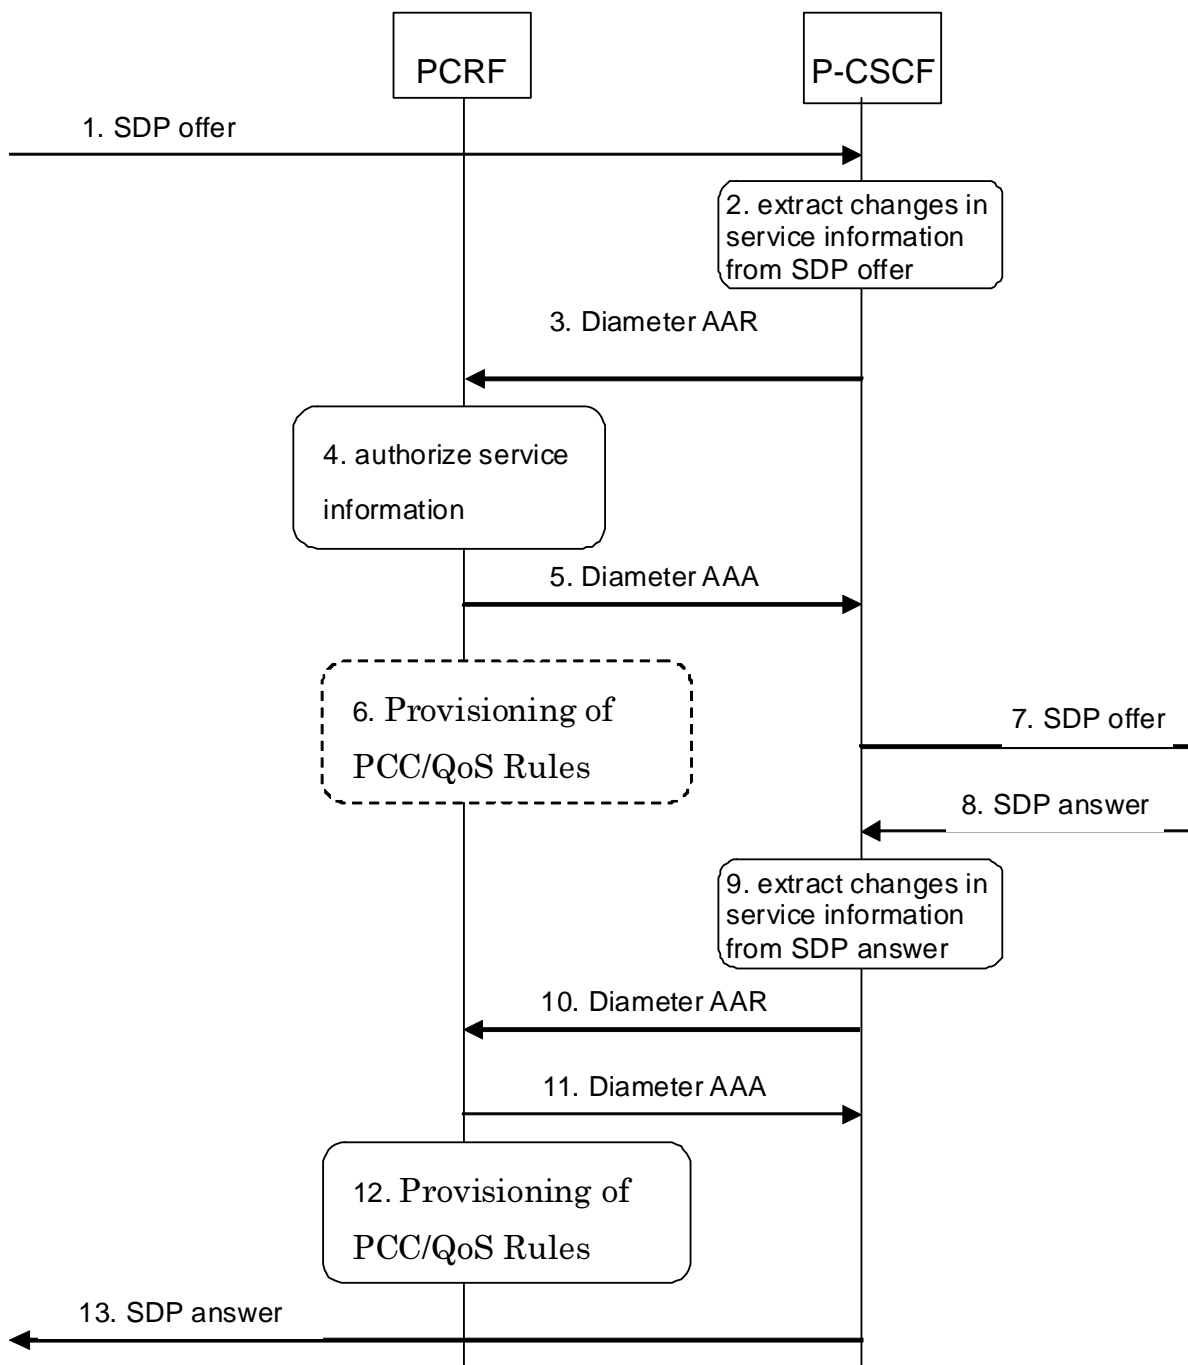 PCRF
P-CSCF
1. SDP offer
2. extract changes in
service information
from SDP offer
3. Diameter AAR
4. authorize service
information
5. Diameter AAA
6. Provisioning of
PCC/QoS Rules
7. SDP offer
8. SDP answer
9. extract changes in
service information
from SDP answer
10. Diameter AAR
11. Diameter AAA
12. Provisioning of
PCC/QoS Rules
13. SDP answer